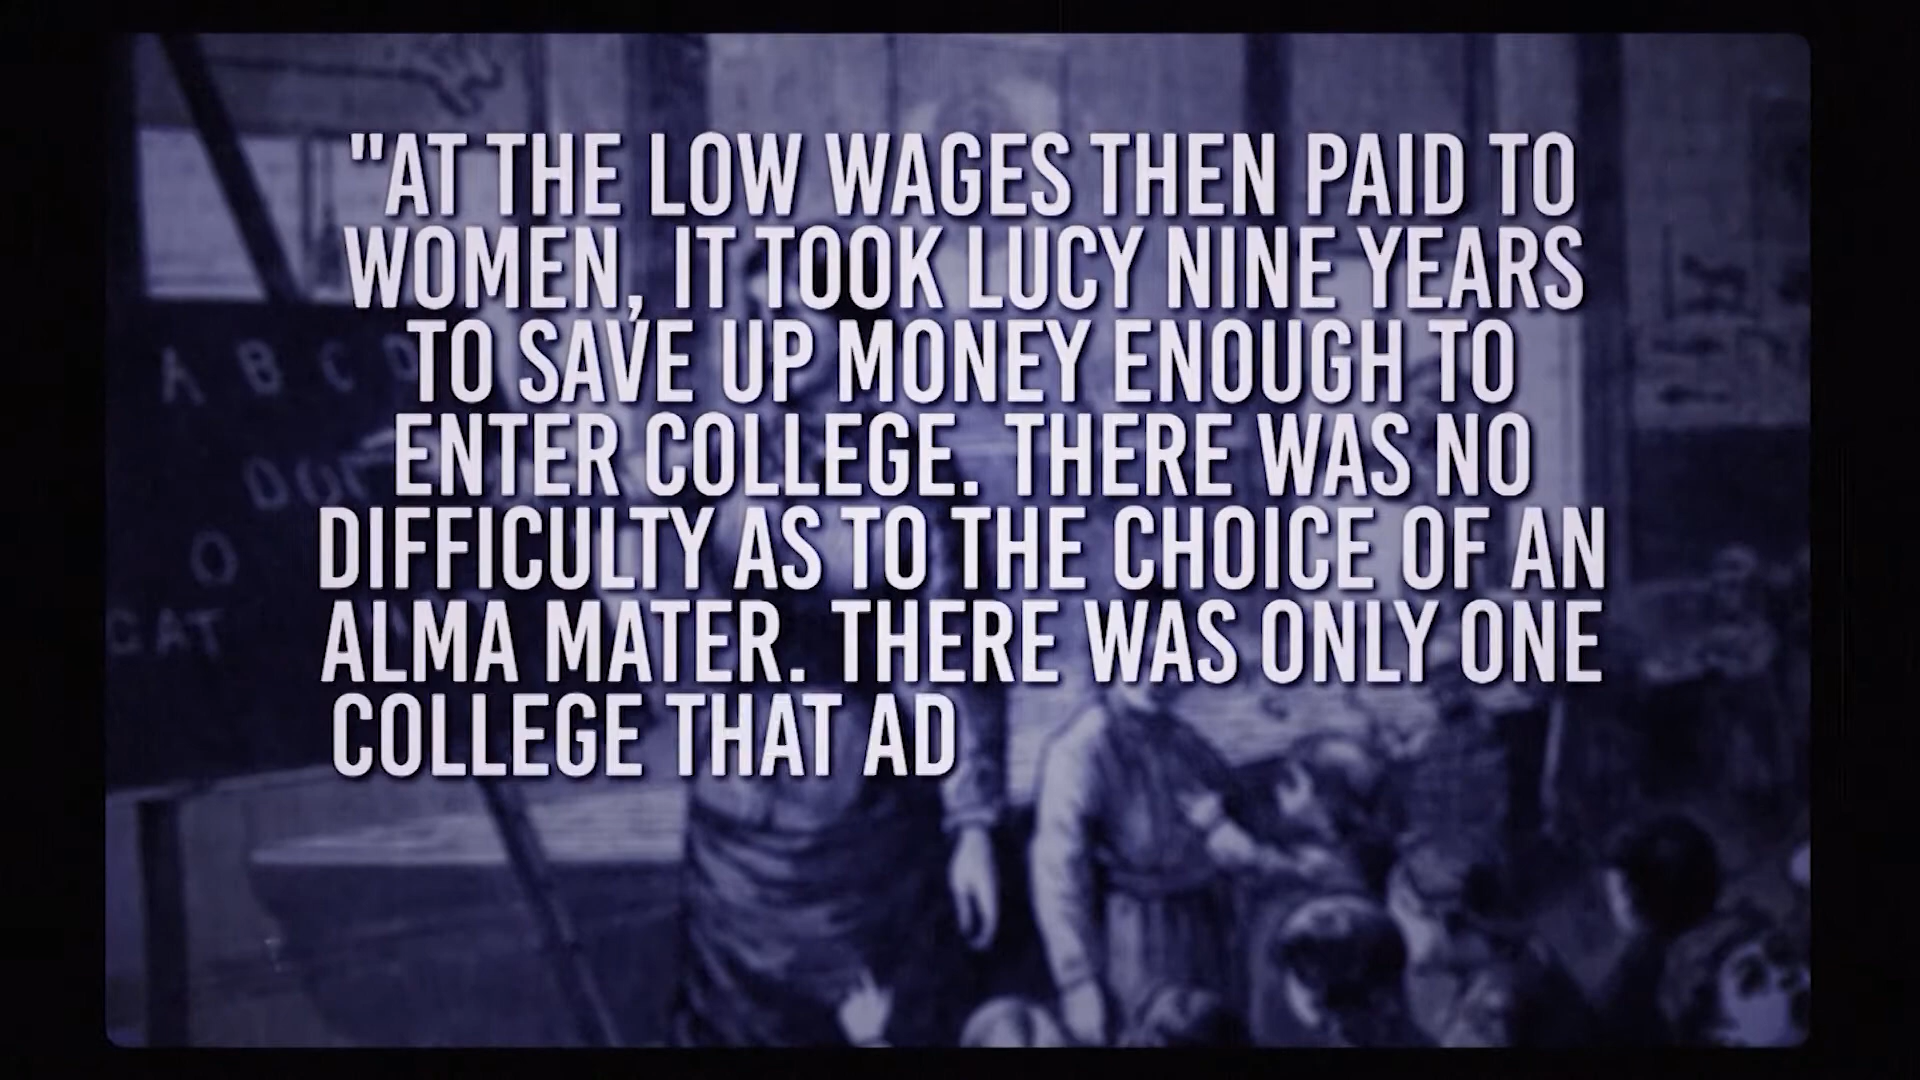 "AT THE LOW WAGES THEN PAID TO
WOMEN, IT TOOK LUCY NINE YEARS
TO SAVE UP MONEY ENOUGH TO
ENTER COLLEGE. THERE WAS NO
DIFFICULTY AS TO THE CHOICE OF AN
ALMA MATER. THERE WAS ONLY ONE
COLLEGE THAT AD
A B C D
O
CAT